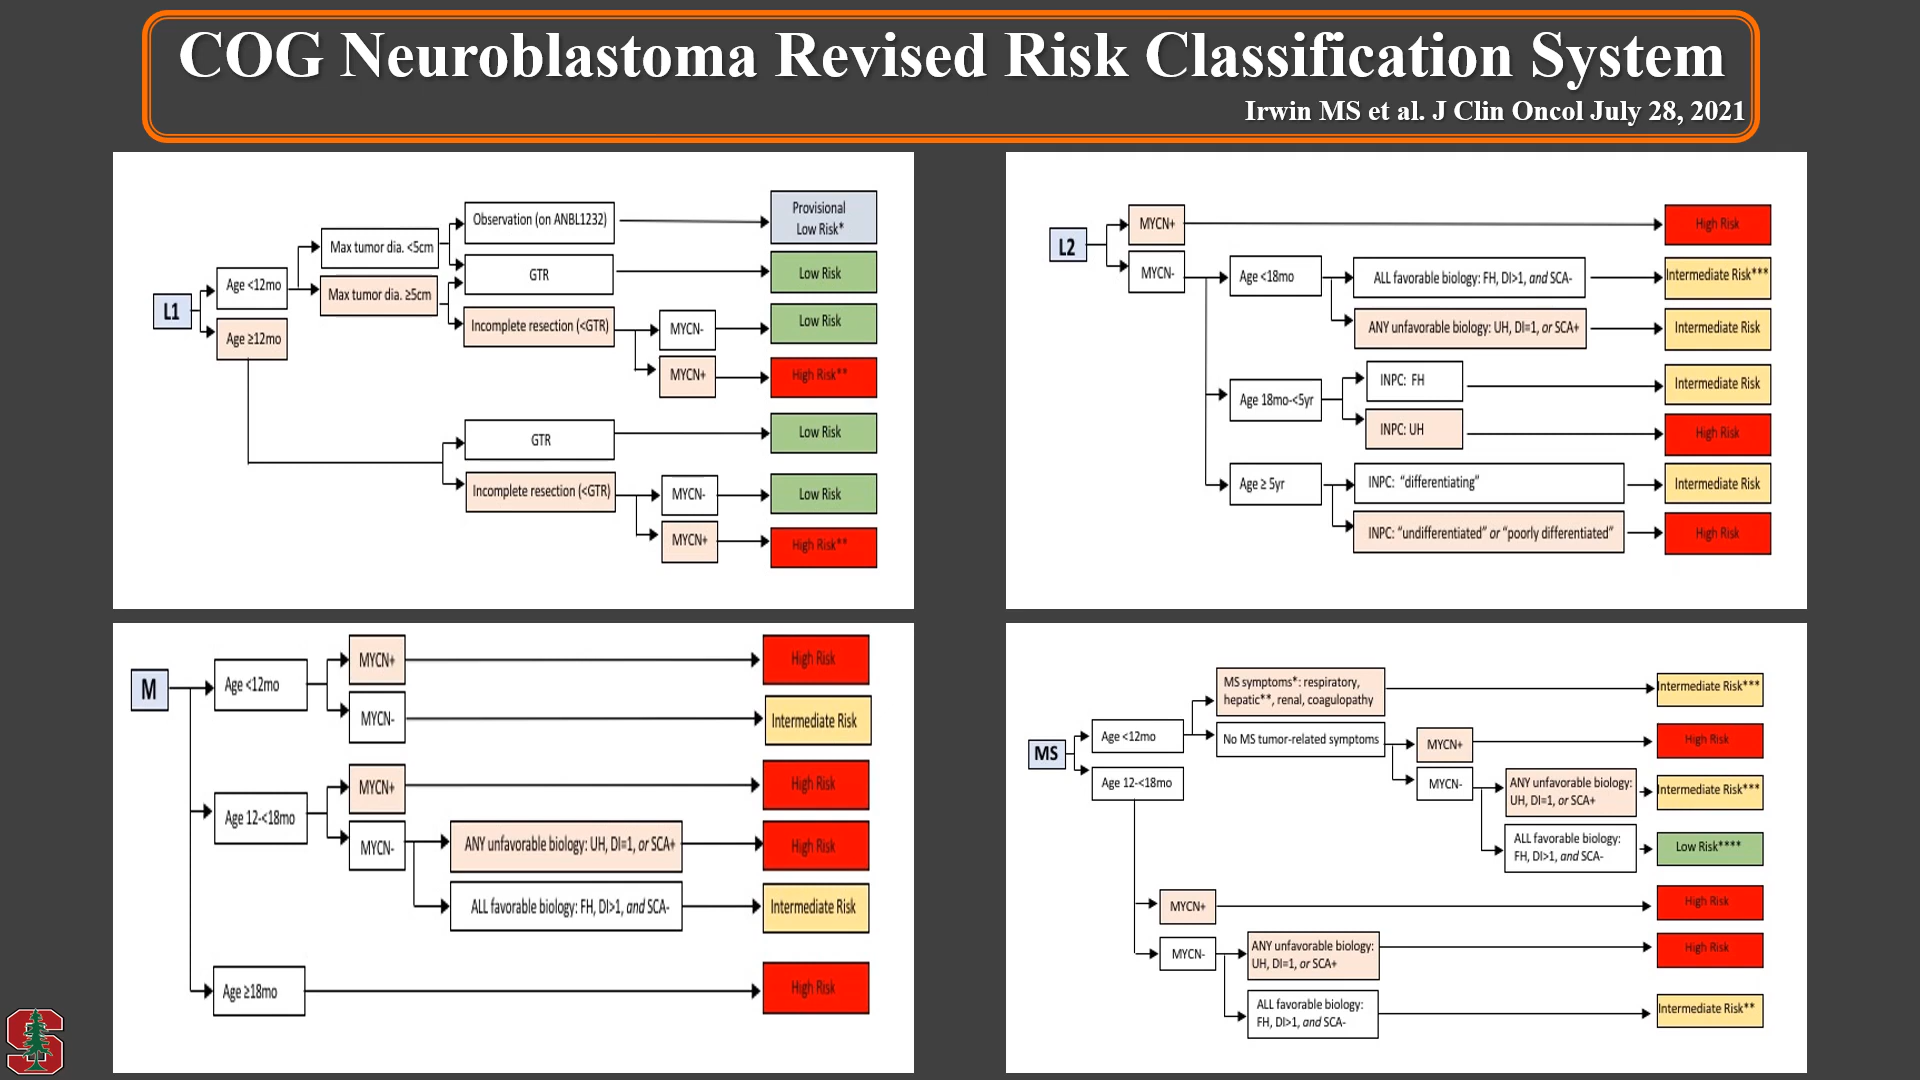 COG Neuroblastoma Revised Risk Classification System
Irwin MS et al. J Clin Oncol July 28, 2021
L1
Age <12mo
Age ≥12mo
Max tumor dia. <5cm
Max tumor dia. ≥5cm
Observation (on ANBL1232)
GTR
Incomplete resection (<GTR)
MYCN-
MYCN+
Provisional
Low Risk*
Low Risk
Low Risk
High Risk**
GTR
Incomplete resection (<GTR)
MYCN-
MYCN+
Low Risk
Low Risk
High Risk**
L2
MYCN+
High Risk
MYCN-
Age <18mo
ALL favorable biology: FH, DI>1, and SCA-
Intermediate Risk***
ANY unfavorable biology: UH, DI=1, or SCA+
Intermediate Risk
Age 18mo-<5yr
INPC: FH
Intermediate Risk
INPC: UH
High Risk
Age ≥ 5yr
INPC: “differentiating”
Intermediate Risk
INPC: “undifferentiated” or “poorly differentiated”
High Risk
M
Age <12mo
MYCN+
High Risk
MYCN-
Intermediate Risk
Age 12-<18mo
MYCN+
High Risk
MYCN-
ANY unfavorable biology: UH, DI=1, or SCA+
High Risk
ALL favorable biology: FH, DI>1, and SCA-
Intermediate Risk
Age ≥18mo
High Risk
MS
Age <12mo
Age 12-<18mo
MS symptoms*: respiratory,
hepatic**, renal, coagulopathy
Intermediate Risk***
No MS tumor-related symptoms
MYCN+
High Risk
MYCN-
ANY unfavorable biology:
UH, DI=1, or SCA+
Intermediate Risk***
ALL favorable biology:
FH, DI>1, and SCA-
Low Risk****
MYCN+
High Risk
MYCN-
ANY unfavorable biology:
UH, DI=1, or SCA+
High Risk
ALL favorable biology:
FH, DI>1, and SCA-
Intermediate Risk**
S